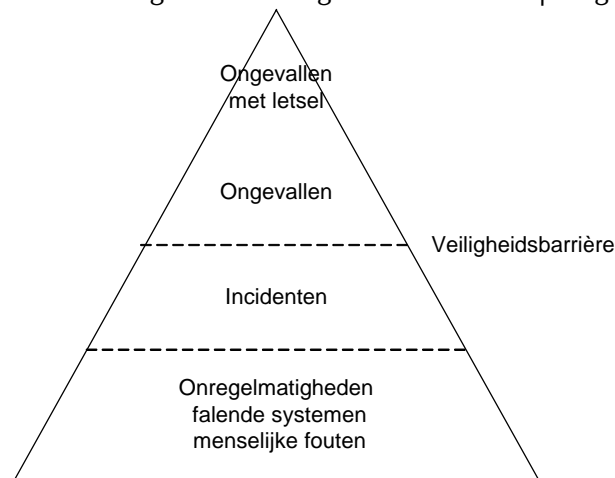 Ongevallen
met letsel
Ongevallen
Veiligheidsbarrière
Incidenten
Onregelmatigheden
falende systemen
menselijke fouten